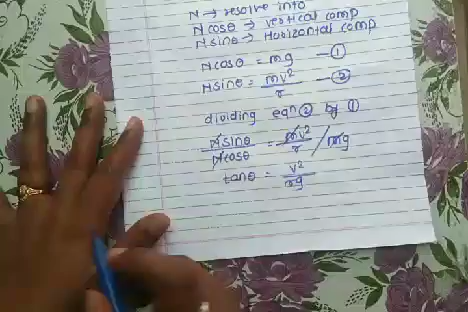 N → resolve into
N cosθ → vertical comp
N sinθ → Horizontal comp
N cosθ = mg —①
N sinθ = mv²/r —②
dividing eqn ② by ①
N sinθ / N cosθ = mv²/r / mg
tanθ = v²/rg